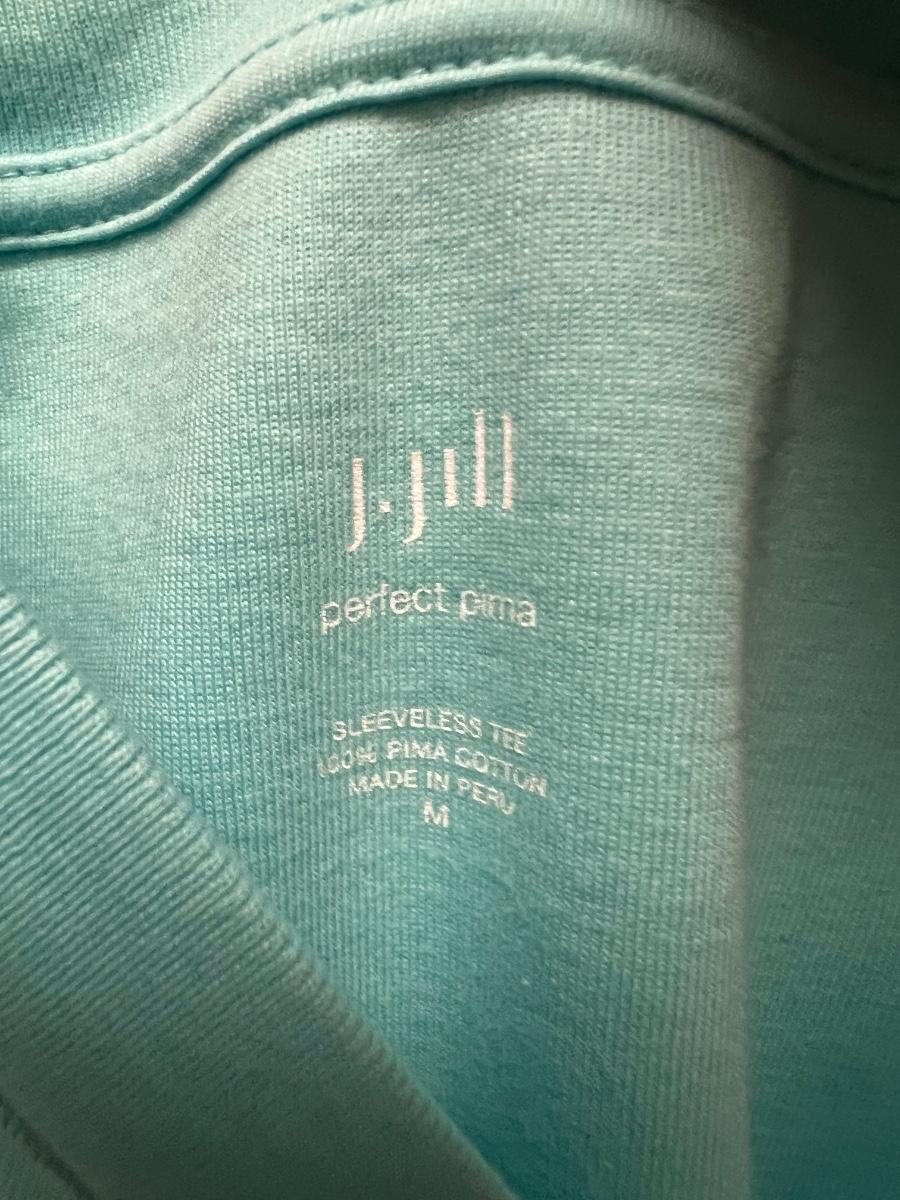 J.Jill
perfect pima
SLEEVELESS TEE
100% PIMA COTTON
MADE IN PERU
M